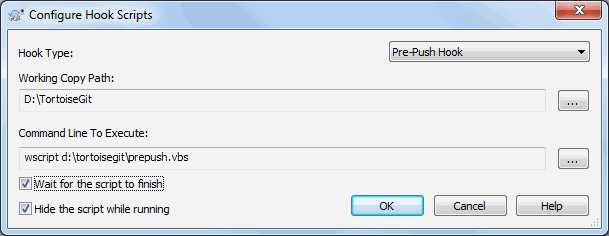 Configure Hook Scripts
Hook Type:
Pre-Push Hook
Working Copy Path:
D:\TortoiseGit
...
Command Line To Execute:
wscript d:\tortoisegit\prepush.vbs
...
Wait for the script to finish
Hide the script while running
OK
Cancel
Help